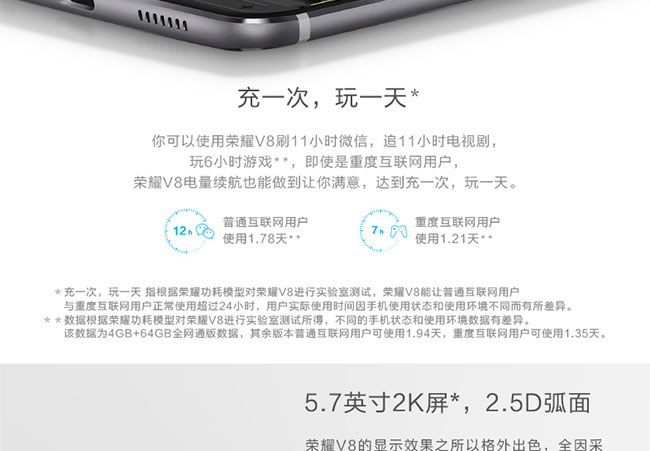 充一次，玩一天*
你可以使用荣耀V8刷11小时微信，追11小时电视剧，
玩6小时游戏**，即使是重度互联网用户，
荣耀V8电量续航也能做到让你满意，达到充一次，玩一天。
12h
普通互联网用户
使用1.78天**
7h
重度互联网用户
使用1.21天**
*充一次，玩一天 指根据荣耀功耗模型对荣耀V8进行实验室测试，荣耀V8能让普通互联网用户
与重度互联网用户正常使用超过24小时，用户实际使用时间因手机使用状态和使用环境不同而有所差异。
**数据根据荣耀功耗模型对荣耀V8进行实验室测试所得，不同的手机状态和使用环境数据有差异。
该数据为4GB+64GB全网通版数据，其余版本普通互联网用户可使用1.94天，重度互联网用户可使用1.35天。
5.7英寸2K屏*，2.5D弧面
荣耀V8的显示效果之所以格外出色，全因采